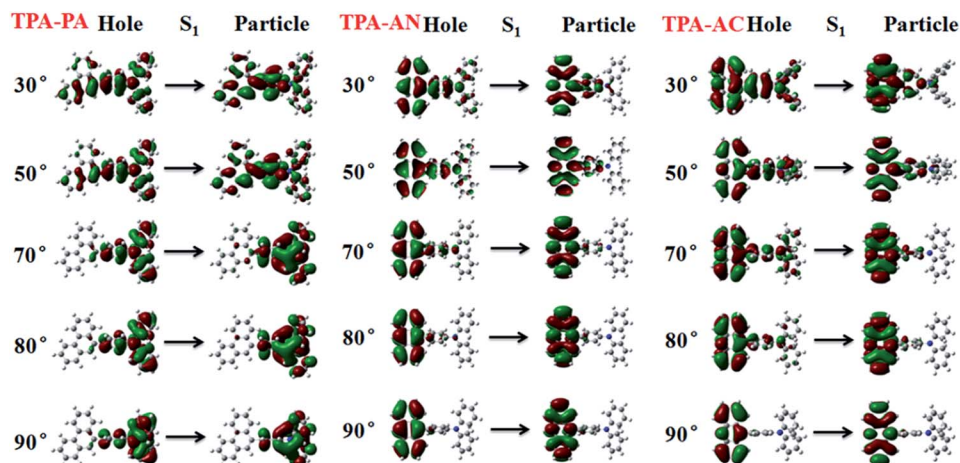 TPA-PA Hole S1 Particle TPA-AN Hole S1 Particle TPA-AC Hole S1 Particle
30° 30° 30°
50° 50° 50°
70° 70° 70°
80° 80° 80°
90° 90° 90°